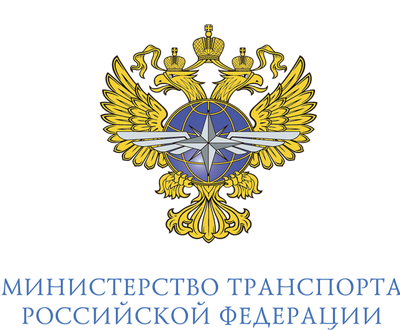 МИНИСТЕРСТВО ТРАНСПОРТА
РОССИЙСКОЙ ФЕДЕРАЦИИ